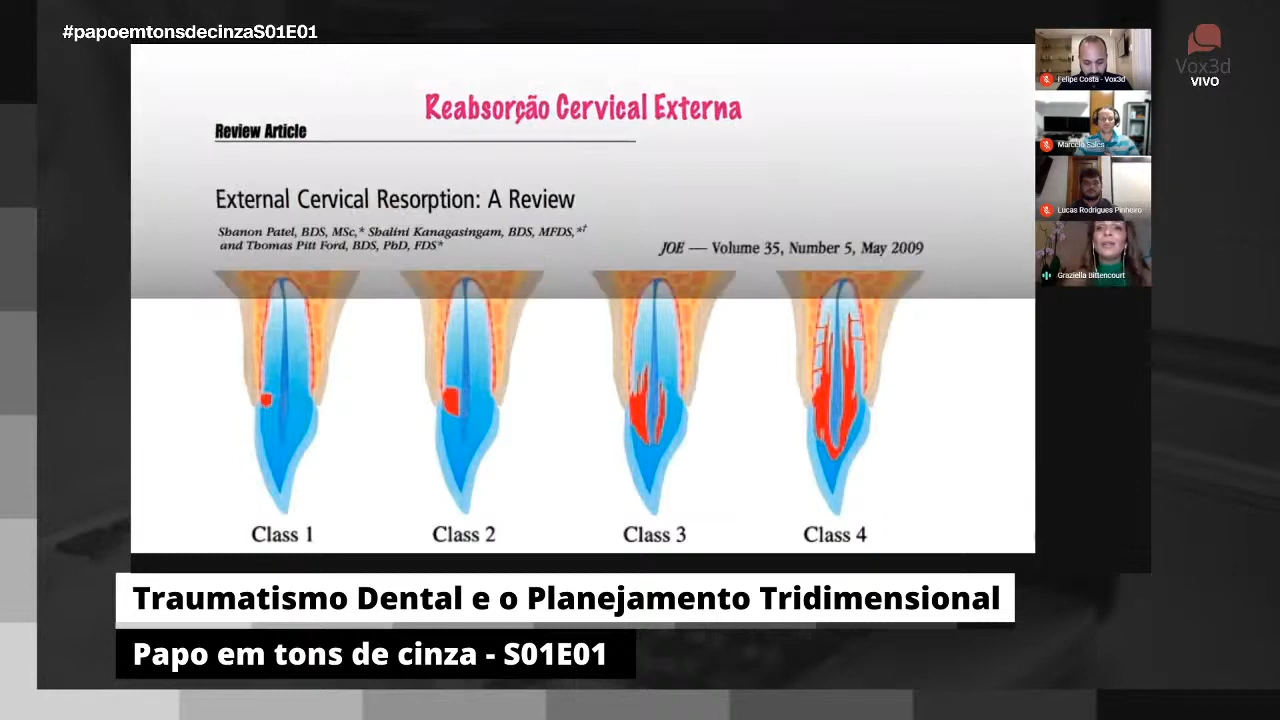 #papoemtonsdecinzaS01E01
Reabsorção Cervical Externa
Review Article
External Cervical Resorption: A Review
Shanon Patel, BDS, MSc,* Shalini Kanagasingam, BDS, MFDS,*†
and Thomas Pitt Ford, BDS, PhD, FDS*
JOE — Volume 35, Number 5, May 2009
Class 1
Class 2
Class 3
Class 4
Felipe Costa - Vox3d
Marcelo Sales
Lucas Rodrigues Pinheiro
Graziella Bittencourt
Vox3d
VIVO
Traumatismo Dental e o Planejamento Tridimensional
Papo em tons de cinza - S01E01